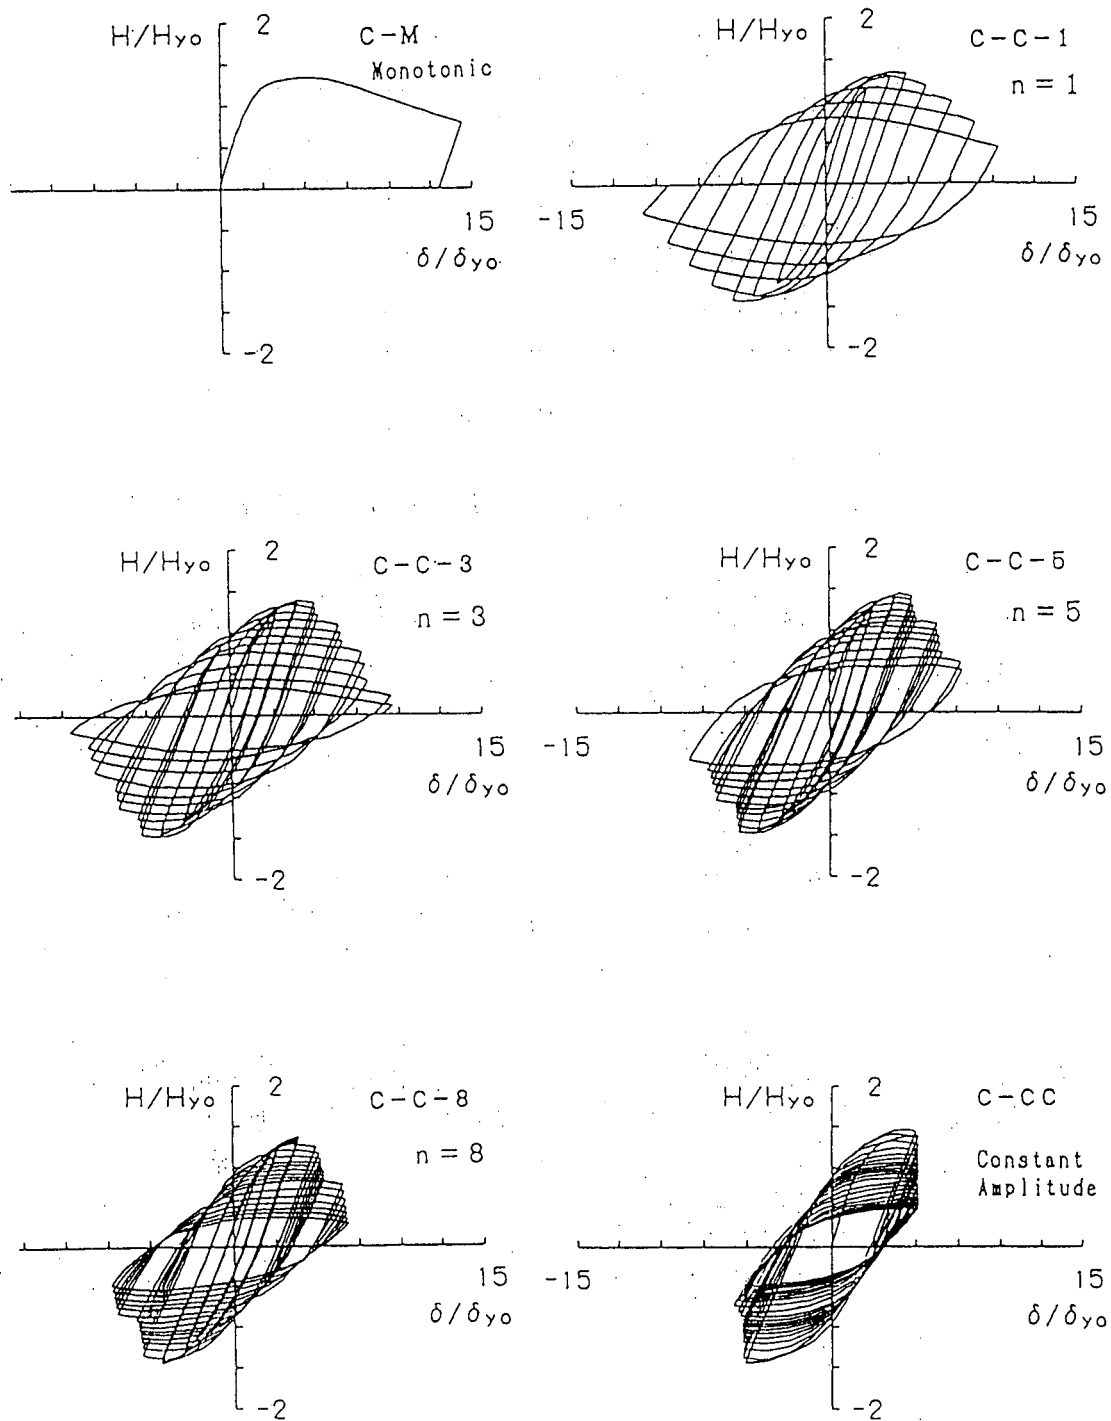 H/Hyo 2 C-M
Monotonic
15
δ/δyo
-2
H/Hyo 2 C-C-1
n = 1
-15 15
δ/δyo
-2
H/Hyo 2 C-C-3
n = 3
15
δ/δyo
-2
H/Hyo 2 C-C-5
n = 5
-15 15
δ/δyo
-2
H/Hyo 2 C-C-8
n = 8
15
δ/δyo
-2
H/Hyo 2 C-CC
Constant
Amplitude
-15 15
δ/δyo
-2